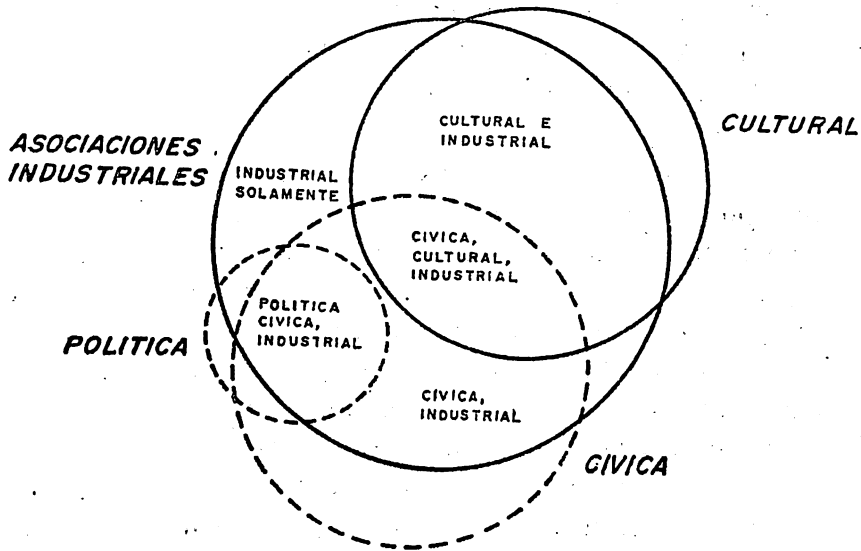 CULTURAL E
INDUSTRIAL
CULTURAL
ASOCIACIONES
INDUSTRIALES
INDUSTRIAL
SOLAMENTE
CIVICA,
CULTURAL,
INDUSTRIAL
POLITICA
CIVICA,
INDUSTRIAL
POLITICA
CIVICA,
INDUSTRIAL
CIVICA